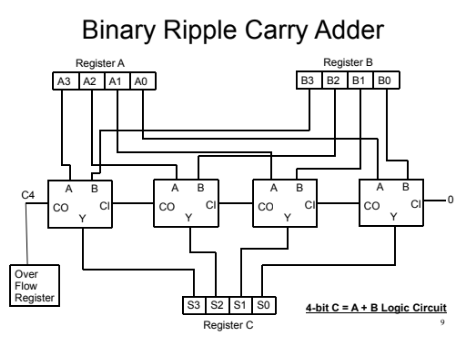 Binary Ripple Carry Adder
Register A
Register B
A3 A2 A1 A0
B3 B2 B1 B0
A B
A B
A B
A B
C4
CO CI
CO CI
CO CI
CO CI
0
Y
Y
Y
Y
Over
Flow
Register
S3 S2 S1 S0
Register C
4-bit C = A + B Logic Circuit
9